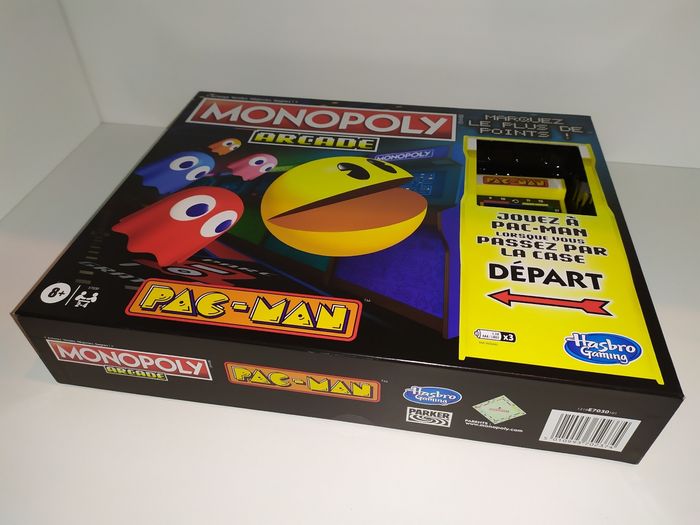 MONOPOLY
ARCADE
MARQUEZ
LE PLUS DE
POINTS !
MONOPOLY
PAC-MAN
JOUEZ À
PAC-MAN
LORSQUE VOUS
PASSEZ PAR
LA CASE
DÉPART
8+
PAC-MAN
x3
Hasbro
Gaming
MONOPOLY
ARCADE
PAC-MAN
Hasbro
Gaming
PARKER
www.monopoly.com
E7030